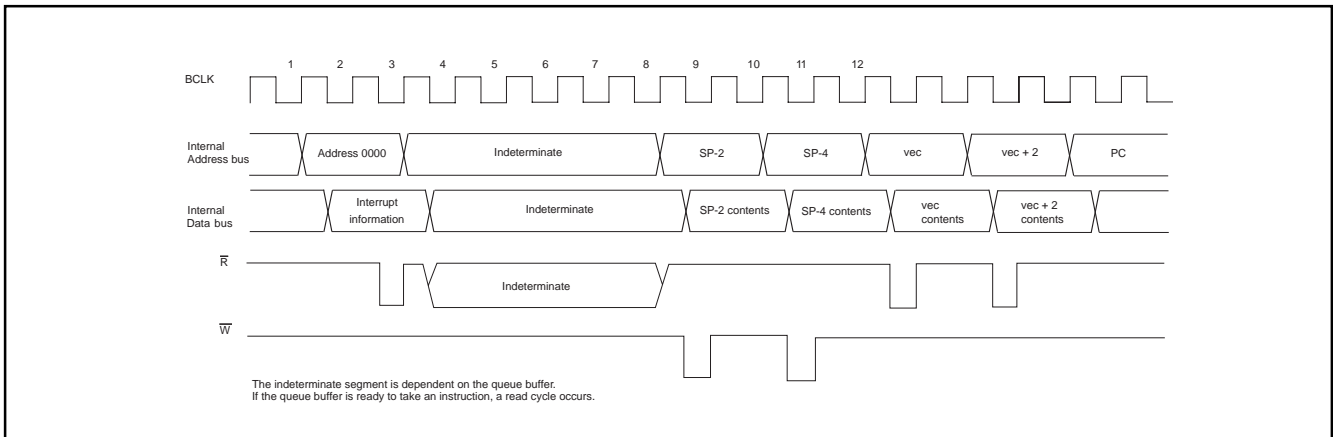 1 2 3 4 5 6 7 8 9 10 11 12
BCLK
Internal
Address bus
Address 0000
Indeterminate
SP-2
SP-4
vec
vec + 2
PC
Internal
Data bus
Interrupt
information
Indeterminate
SP-2 contents
SP-4 contents
vec
contents
vec + 2
contents
R
Indeterminate
W
The indeterminate segment is dependent on the queue buffer.
If the queue buffer is ready to take an instruction, a read cycle occurs.